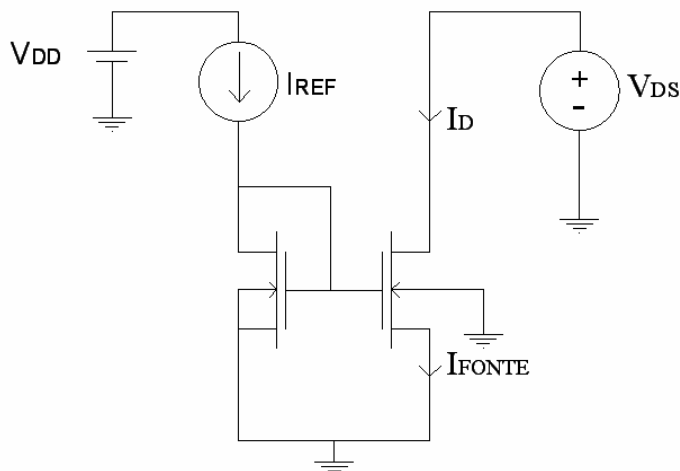 VDD
IREF
ID
+
-
VDS
IFONTE